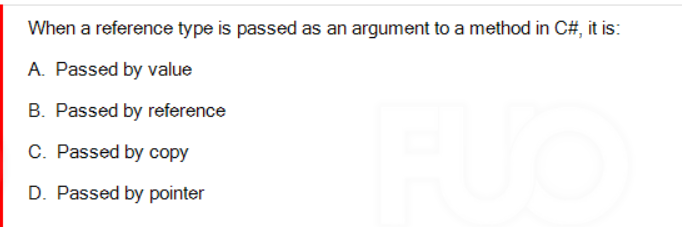 When a reference type is passed as an argument to a method in C#, it is:
A. Passed by value
B. Passed by reference
C. Passed by copy
D. Passed by pointer
FUO